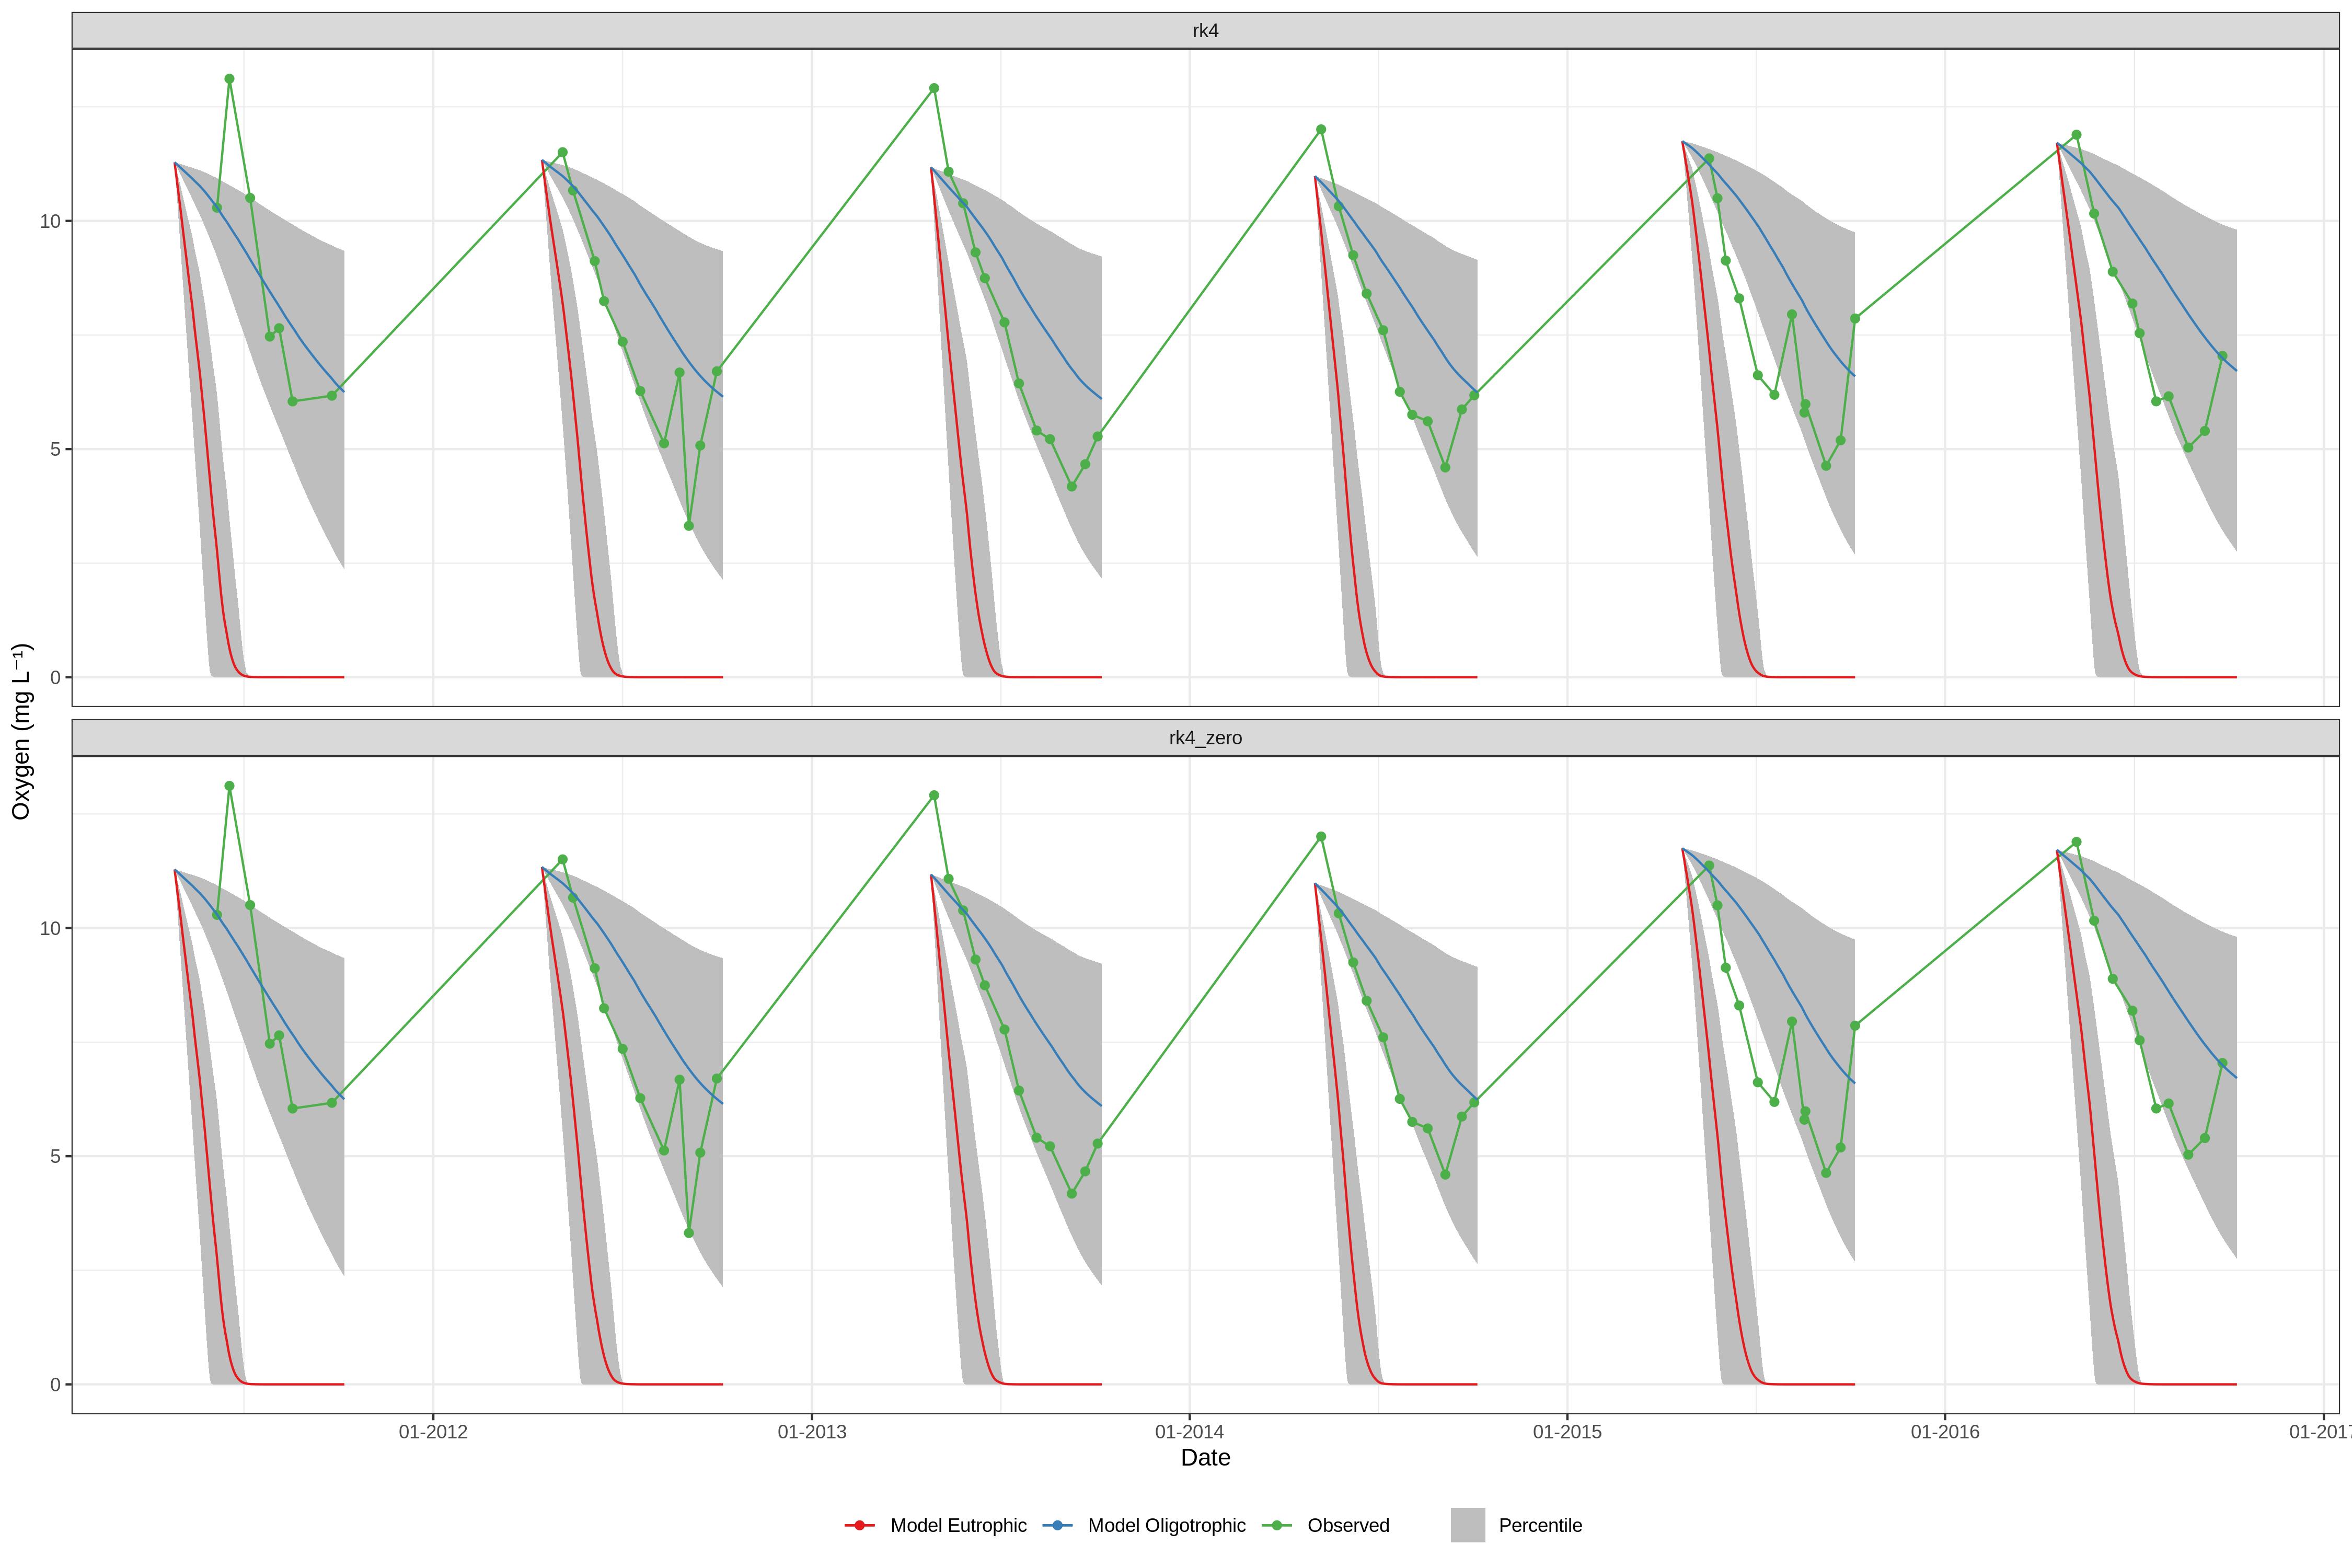 rk4
10
5
0
Oxygen (mg L⁻¹)
rk4_zero
10
5
0
01-2012 01-2013 01-2014 01-2015 01-2016 01-2017
Date
Model Eutrophic Model Oligotrophic Observed Percentile